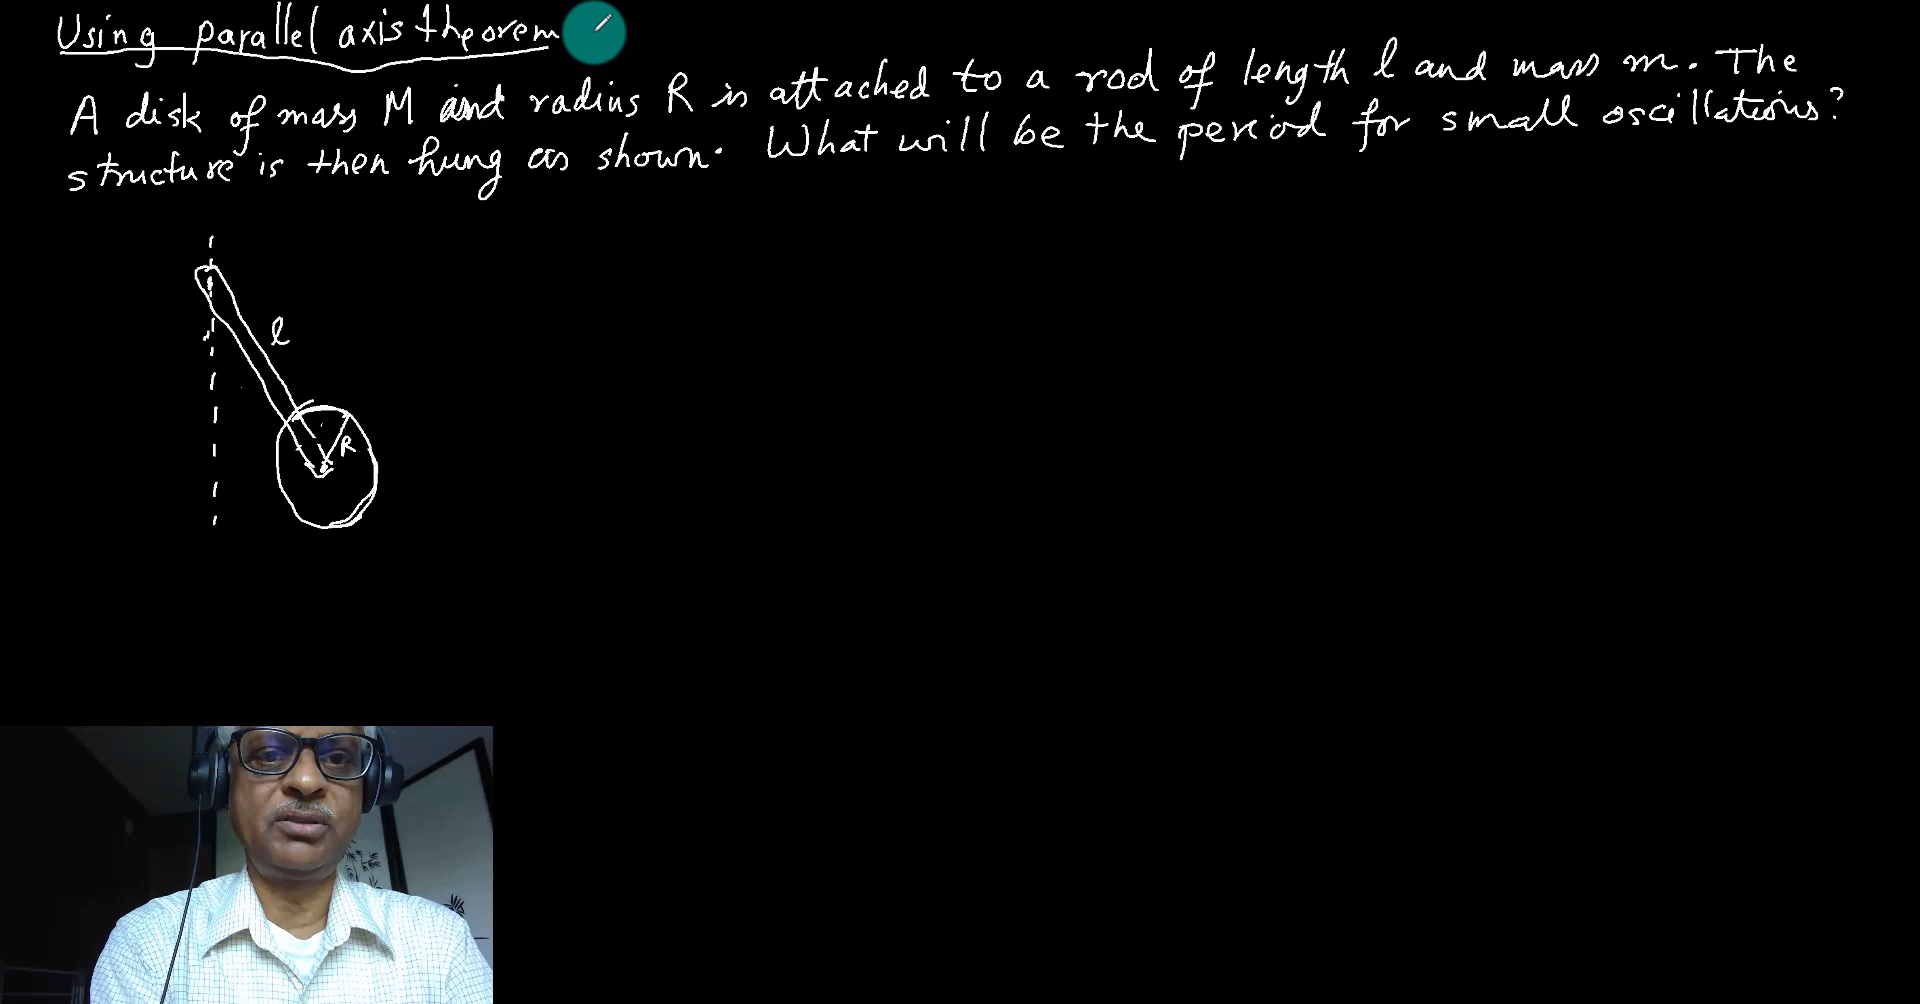 Using parallel axis theorem
A disk of mass M and radius R is attached to a rod of length l and mass m. The
structure is then hung as shown. What will be the period for small oscillations?
l
R